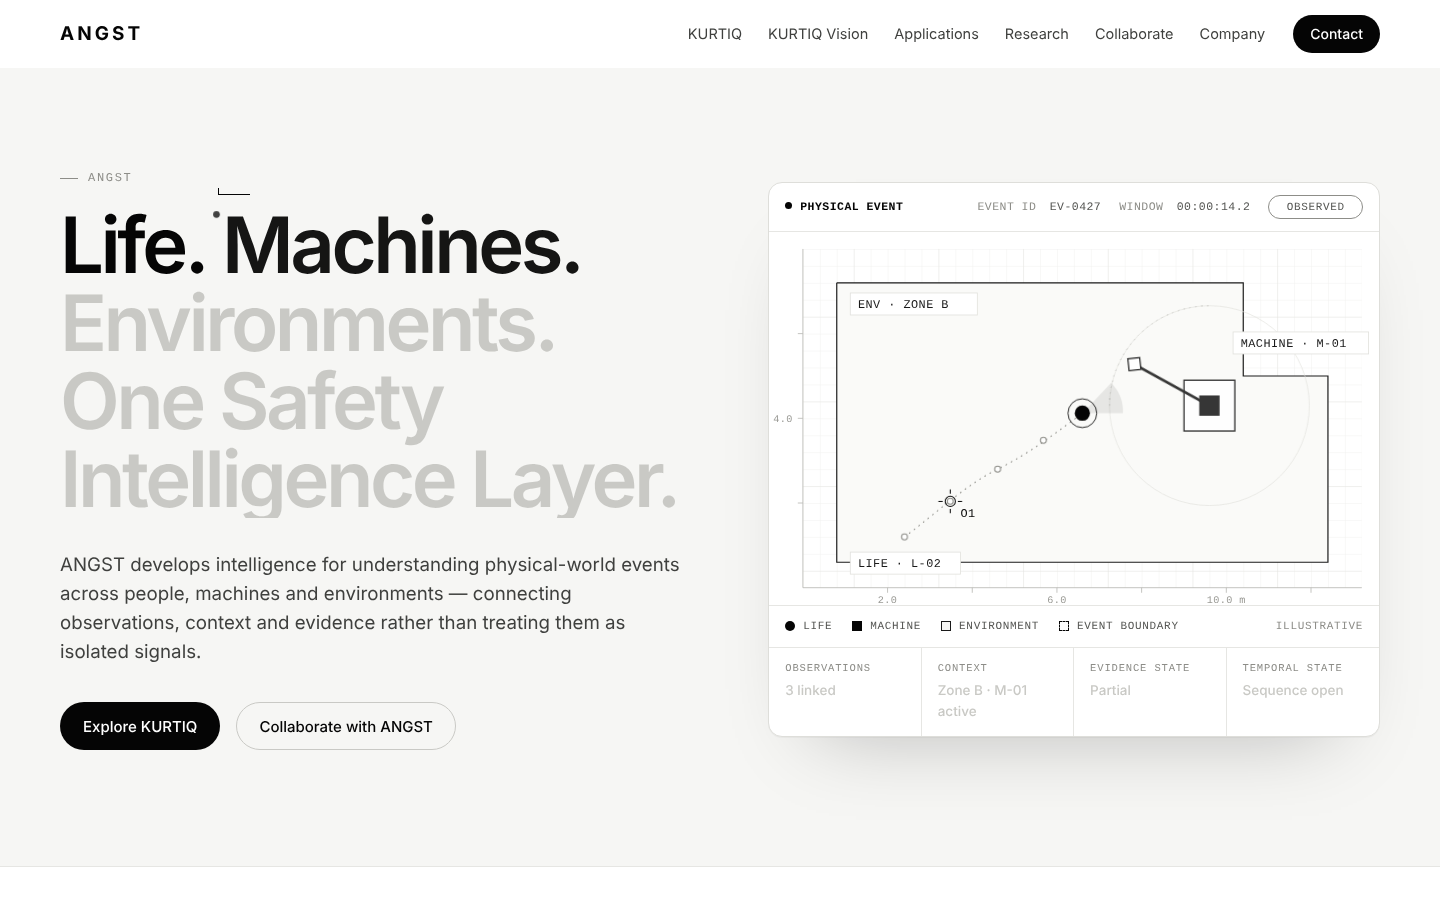 ANGST
KURTIQ
KURTIQ Vision
Applications
Research
Collaborate
Company
Contact
ANGST
Life. Machines.
Environments.
One Safety
Intelligence Layer.
ANGST develops intelligence for understanding physical-world events
across people, machines and environments — connecting
observations, context and evidence rather than treating them as
isolated signals.
Explore KURTIQ
Collaborate with ANGST
PHYSICAL EVENT
EVENT ID EV-0427
WINDOW 00:00:14.2
OBSERVED
ENV · ZONE B
MACHINE · M-01
4.0
O1
LIFE · L-02
2.0
6.0
10.0 m
LIFE
MACHINE
ENVIRONMENT
EVENT BOUNDARY
ILLUSTRATIVE
OBSERVATIONS
3 linked
CONTEXT
Zone B · M-01
active
EVIDENCE STATE
Partial
TEMPORAL STATE
Sequence open